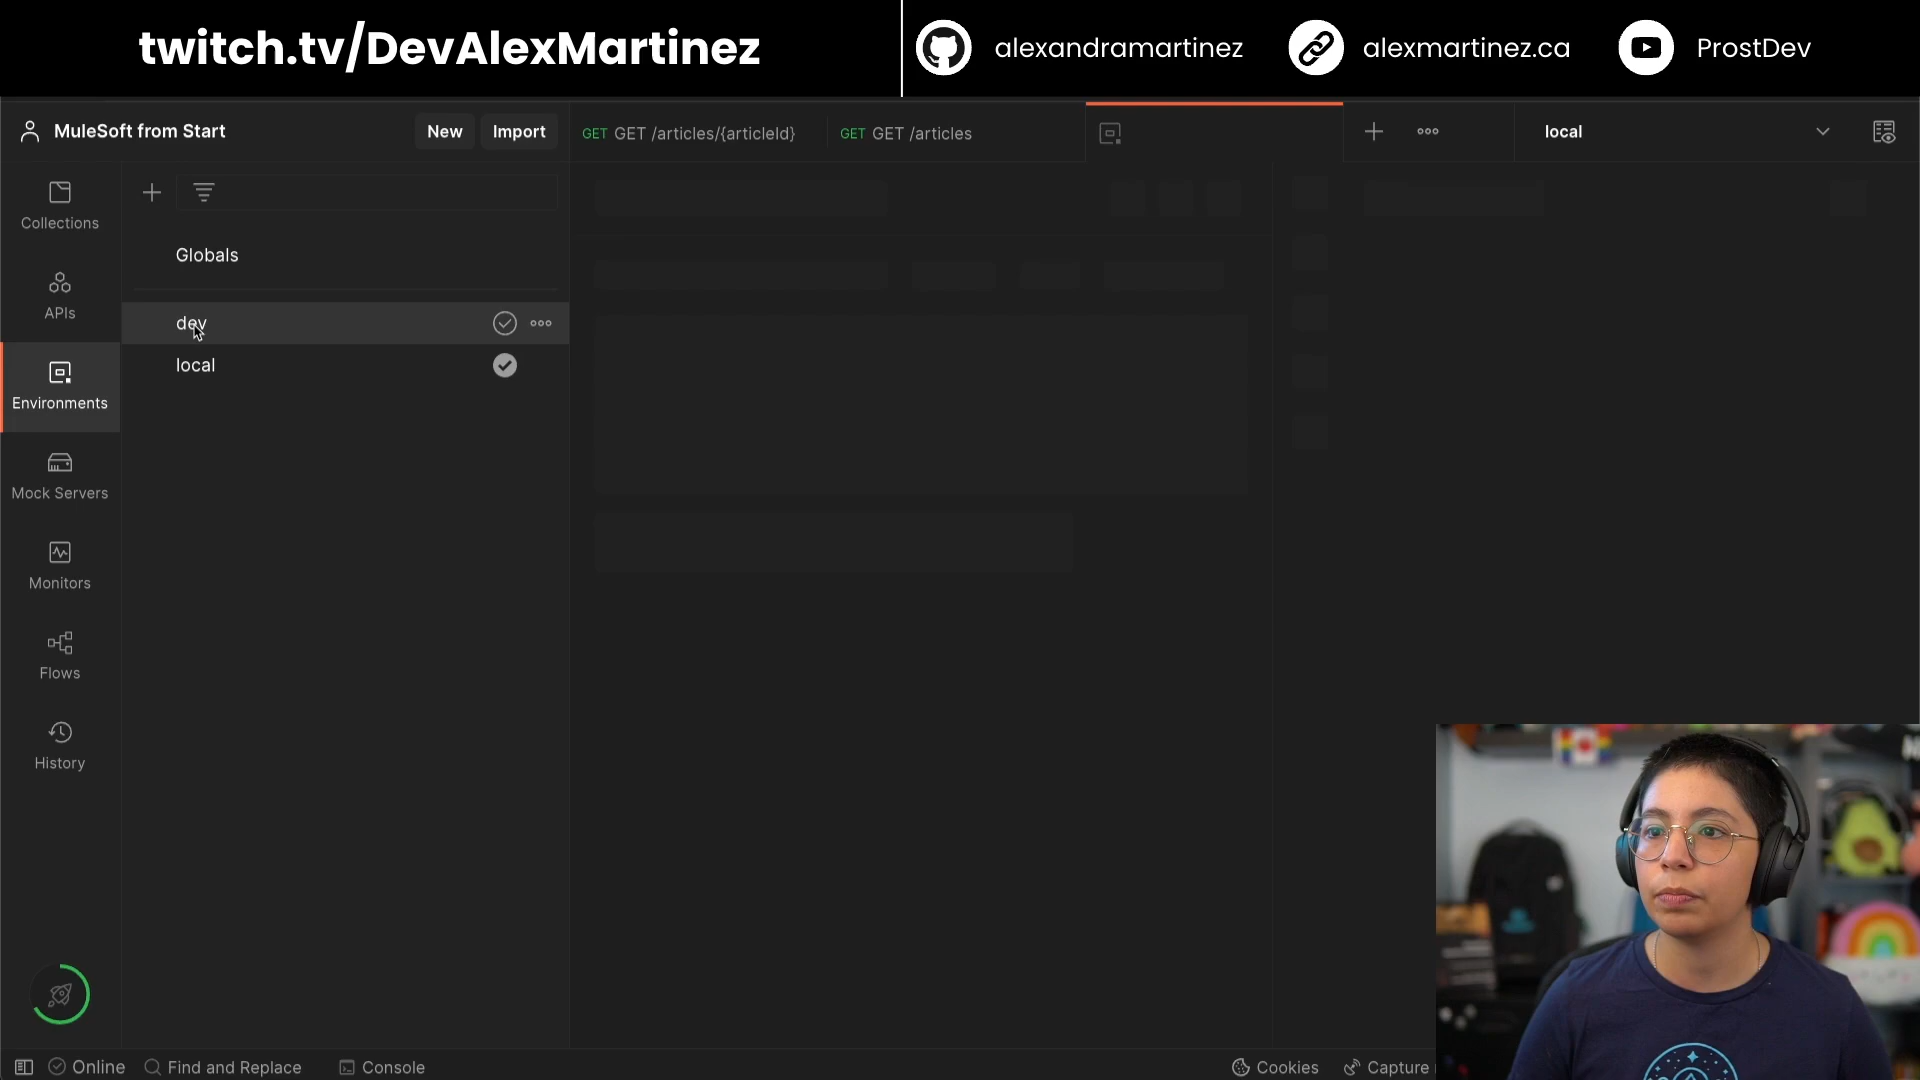 twitch.tv/DevAlexMartinez
alexandramartinez
alexmartinez.ca
ProstDev
MuleSoft from Start
New
Import
GET GET /articles/{articleId}
GET GET /articles
local
Collections
Globals
APIs
dev
local
Environments
Mock Servers
Monitors
Flows
History
Online
Find and Replace
Console
Cookies
Capture